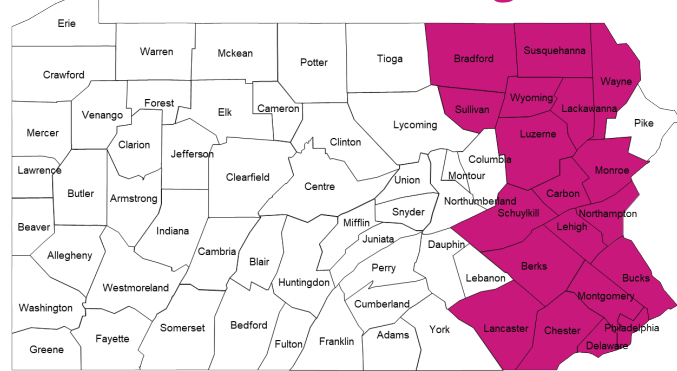 Erie
Warren
Mckean
Potter
Tioga
Bradford
Susquehanna
Crawford
Wayne
Forest
Venango
Elk
Cameron
Sullivan
Wyoming
Lackawanna
Mercer
Clarion
Jefferson
Clinton
Lycoming
Luzerne
Pike
Lawrence
Butler
Armstrong
Clearfield
Centre
Union
Montour
Columbia
Monroe
Beaver
Indiana
Mifflin
Snyder
Northumberland
Schuylkill
Carbon
Northampton
Lehigh
Allegheny
Cambria
Blair
Juniata
Dauphin
Westmoreland
Huntingdon
Perry
Lebanon
Berks
Bucks
Washington
Cumberland
Montgomery
Greene
Fayette
Somerset
Bedford
Fulton
Franklin
Adams
York
Lancaster
Chester
Philadelphia
Delaware